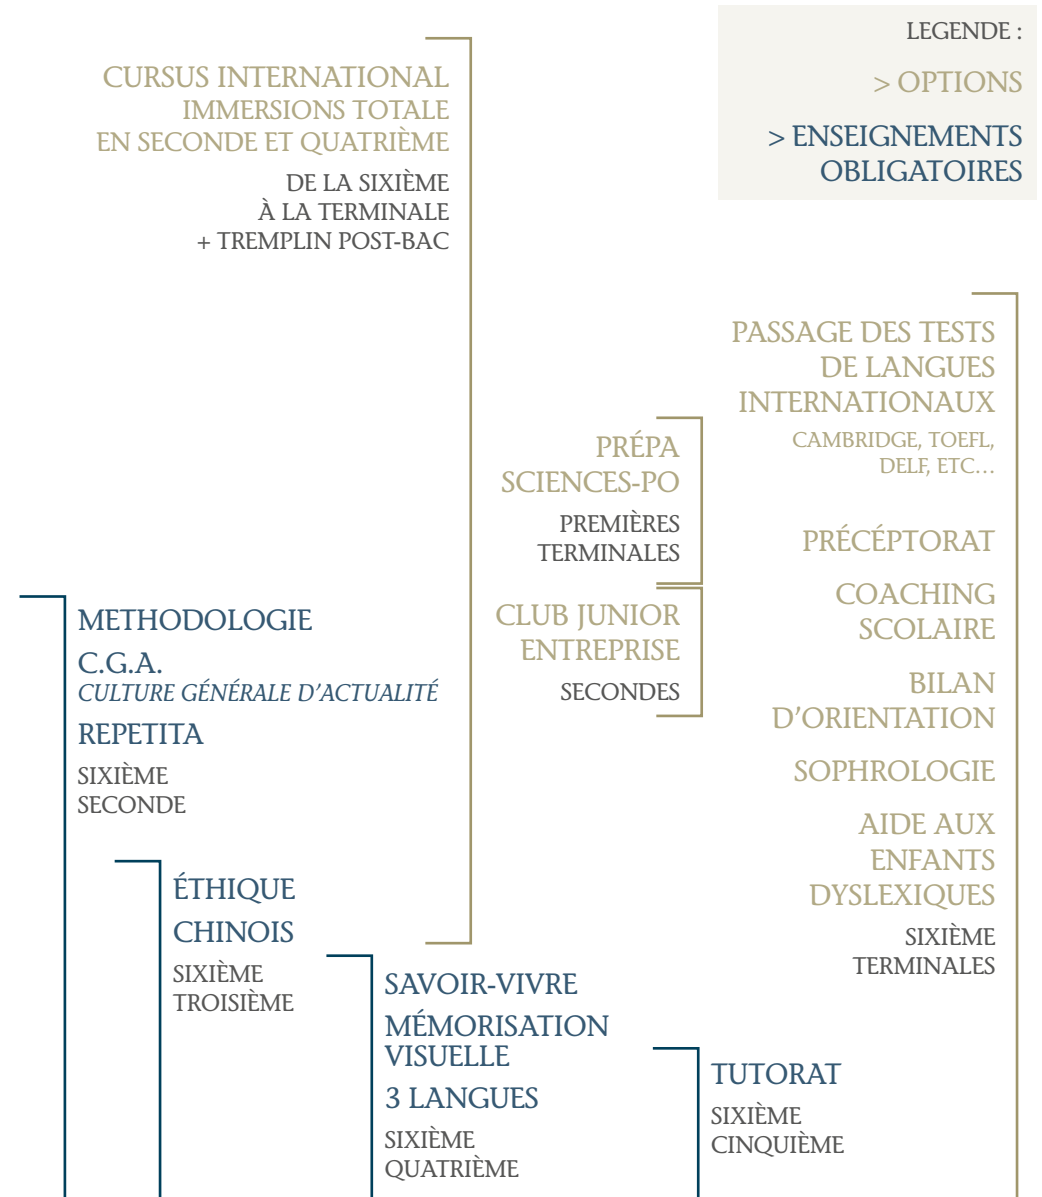 LEGENDE :
> OPTIONS
> ENSEIGNEMENTS
OBLIGATOIRES
CURSUS INTERNATIONAL
IMMERSIONS TOTALE
EN SECONDE ET QUATRIÈME
DE LA SIXIÈME
À LA TERMINALE
+ TREMPLIN POST-BAC
PASSAGE DES TESTS
DE LANGUES
INTERNATIONAUX
CAMBRIDGE, TOEFL,
DELF, ETC…
PRÉCÉPTORAT
COACHING
SCOLAIRE
BILAN
D’ORIENTATION
SOPHROLOGIE
AIDE AUX
ENFANTS
DYSLEXIQUES
SIXIÈME
TERMINALES
PRÉPA
SCIENCES-PO
PREMIÈRES
TERMINALES
CLUB JUNIOR
ENTREPRISE
SECONDES
METHODOLOGIE
C.G.A.
CULTURE GÉNÉRALE D’ACTUALITÉ
REPETITA
SIXIÈME
SECONDE
ÉTHIQUE
CHINOIS
SIXIÈME
TROISIÈME
SAVOIR-VIVRE
MÉMORISATION
VISUELLE
3 LANGUES
SIXIÈME
QUATRIÈME
TUTORAT
SIXIÈME
CINQUIÈME